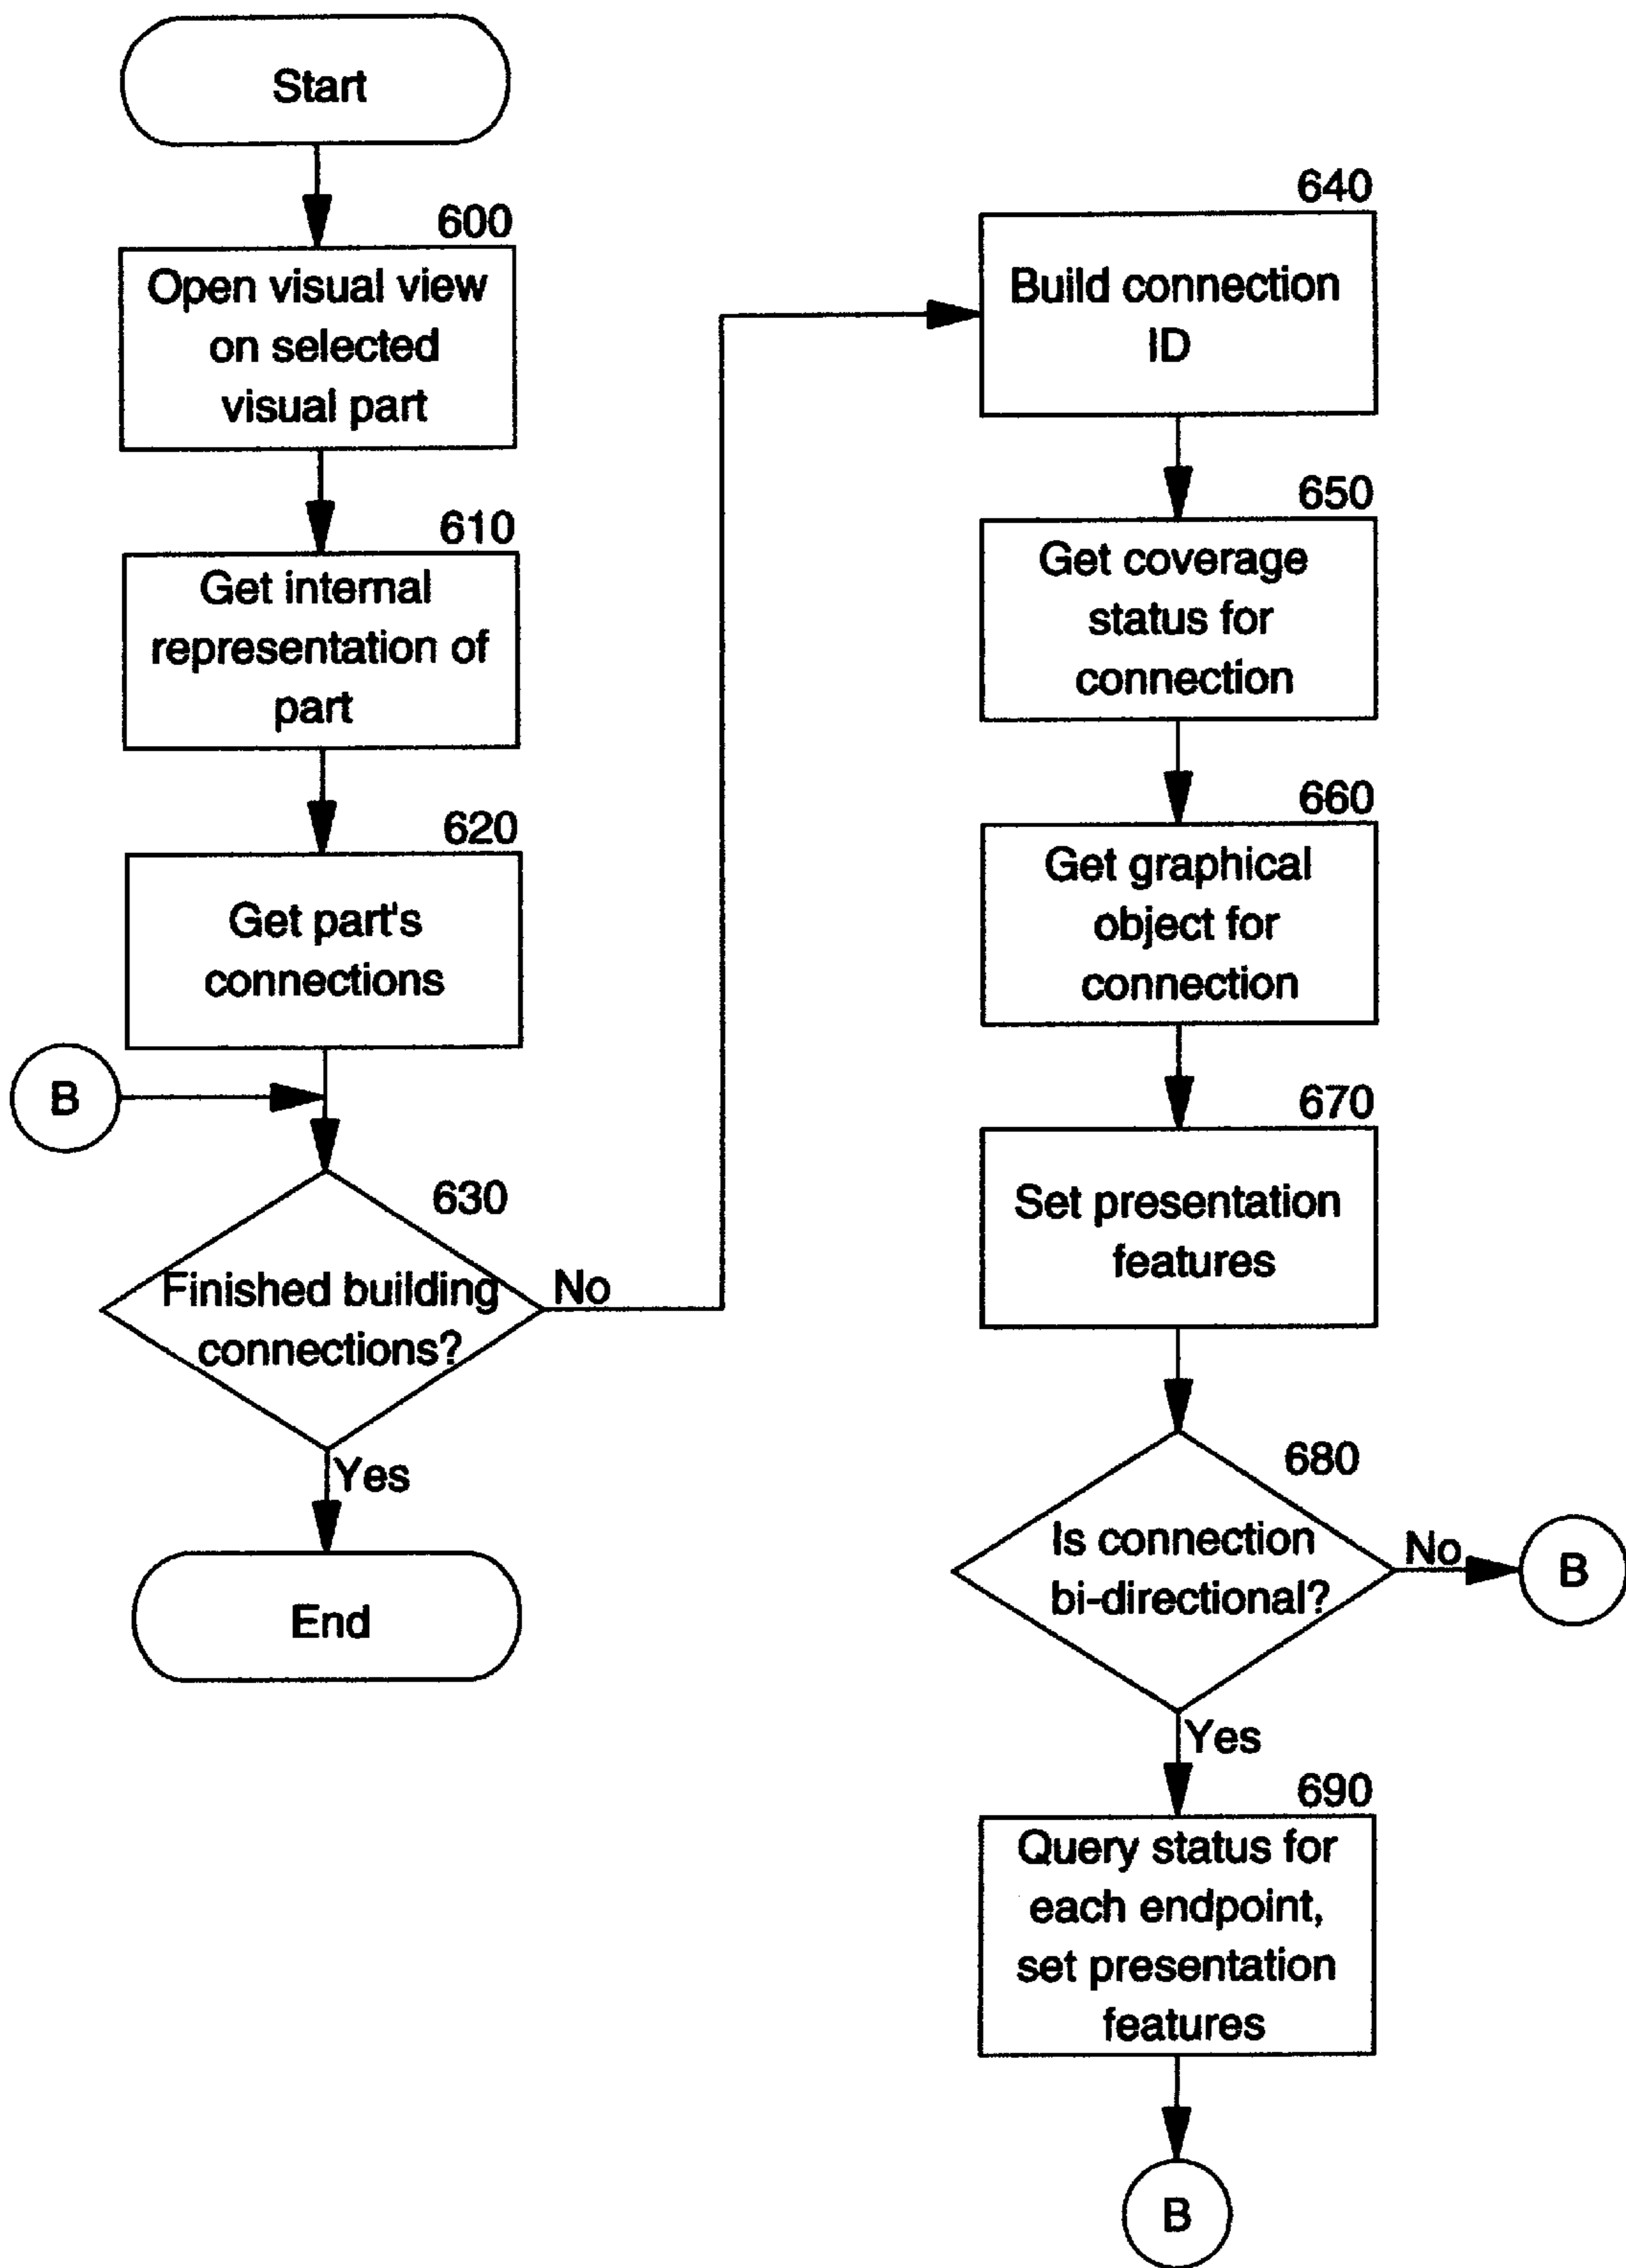 Start
600
Open visual view
on selected
visual part
610
Get internal
representation of
part
620
Get part's
connections
B
630
Finished building
connections?
No
Yes
End
640
Build connection
ID
650
Get coverage
status for
connection
660
Get graphical
object for
connection
670
Set presentation
features
680
Is connection
bi-directional?
No
B
Yes
690
Query status for
each endpoint,
set presentation
features
B